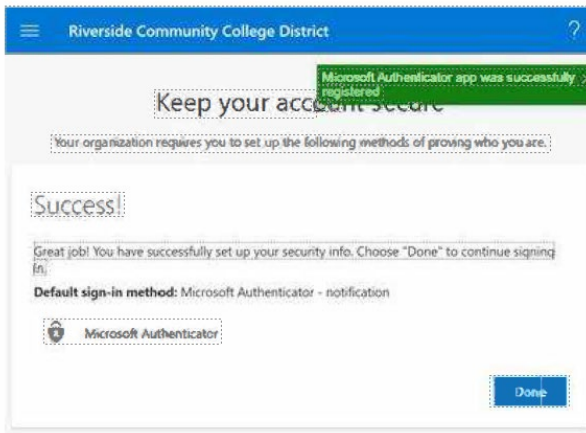 Riverside Community College District ?
Microsoft Authenticator app was successfully
registered
Keep your account secure
Your organization requires you to set up the following methods of proving who you are.
Success!
Great job! You have successfully set up your security info. Choose "Done" to continue signing
in.
Default sign-in method: Microsoft Authenticator - notification
Microsoft Authenticator
Done